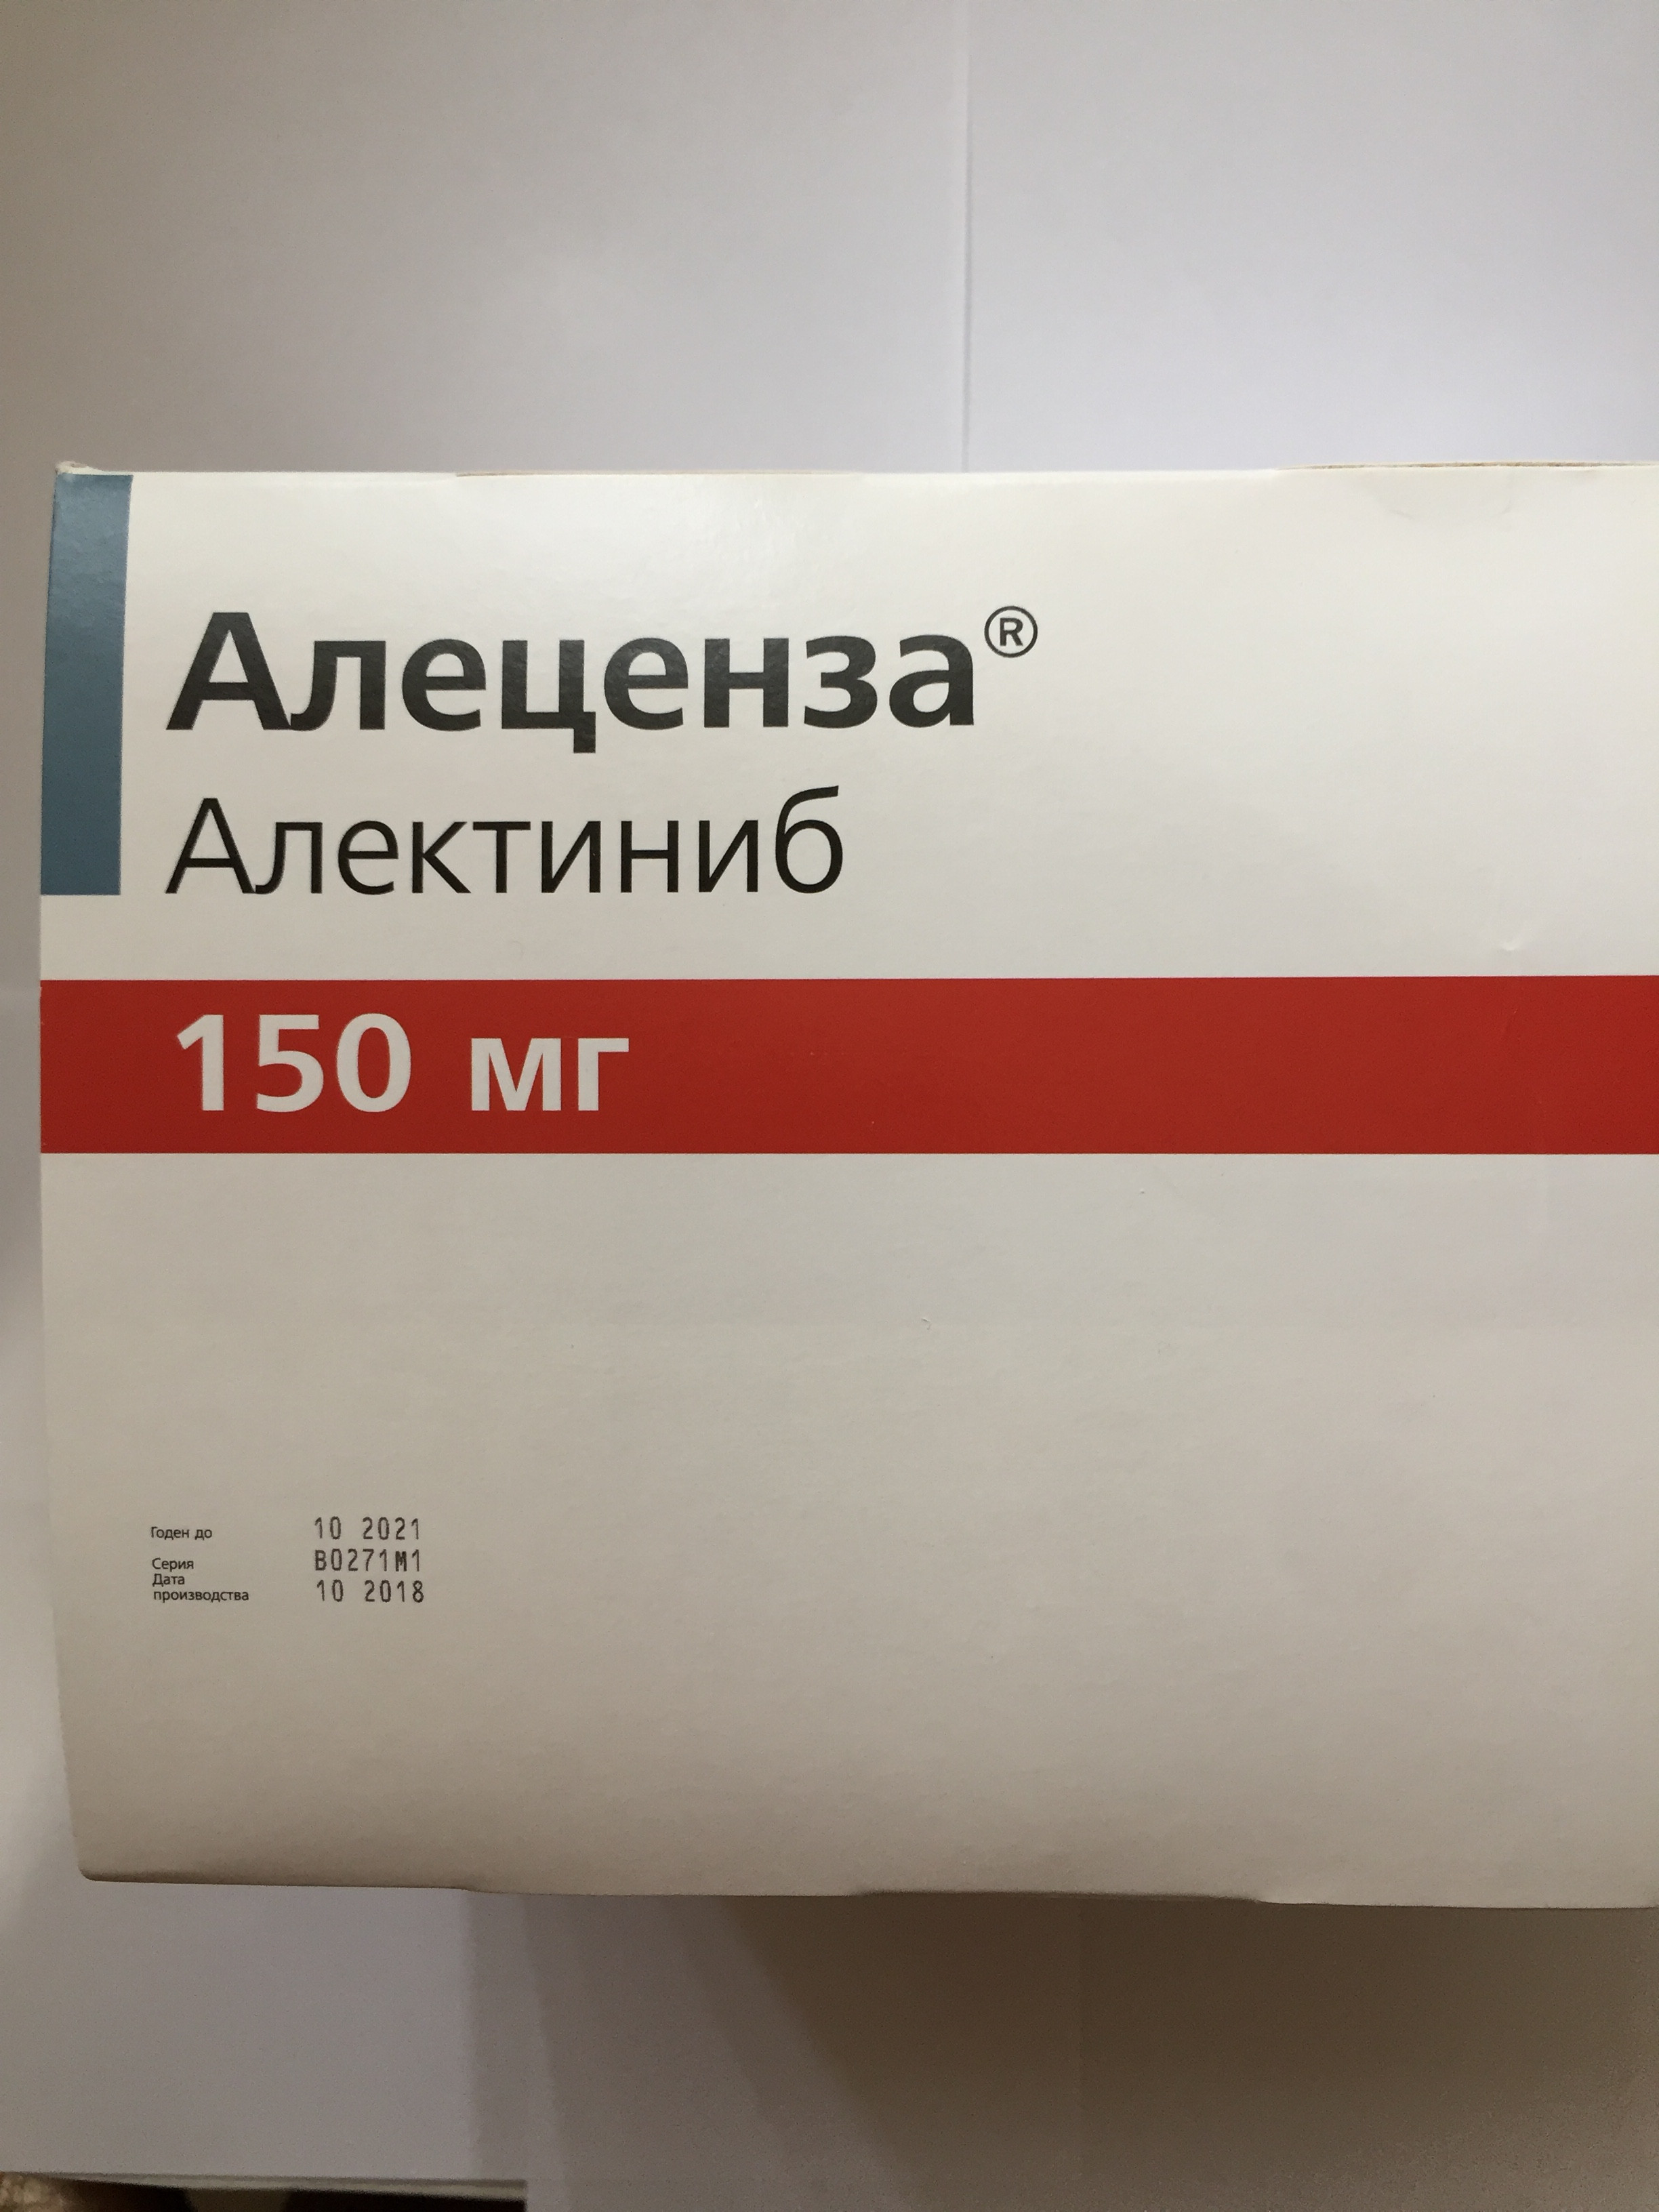 Алеценза®
Алектиниб
150 мг
Годен до 10 2021
Серия B0271M1
Дата
производства 10 2018